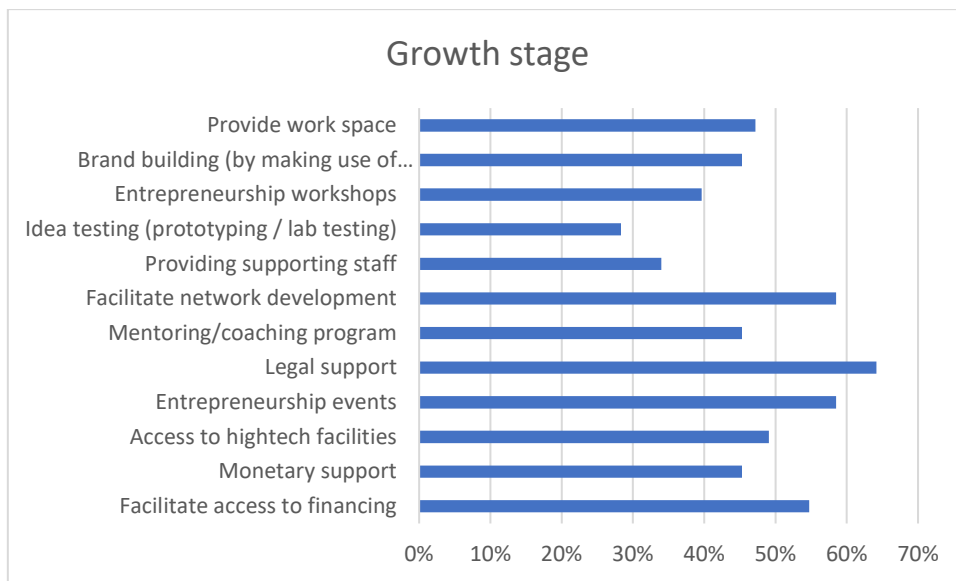 Growth stage
Provide work space
Brand building (by making use of...
Entrepreneurship workshops
Idea testing (prototyping / lab testing)
Providing supporting staff
Facilitate network development
Mentoring/coaching program
Legal support
Entrepreneurship events
Access to hightech facilities
Monetary support
Facilitate access to financing
0% 10% 20% 30% 40% 50% 60% 70%